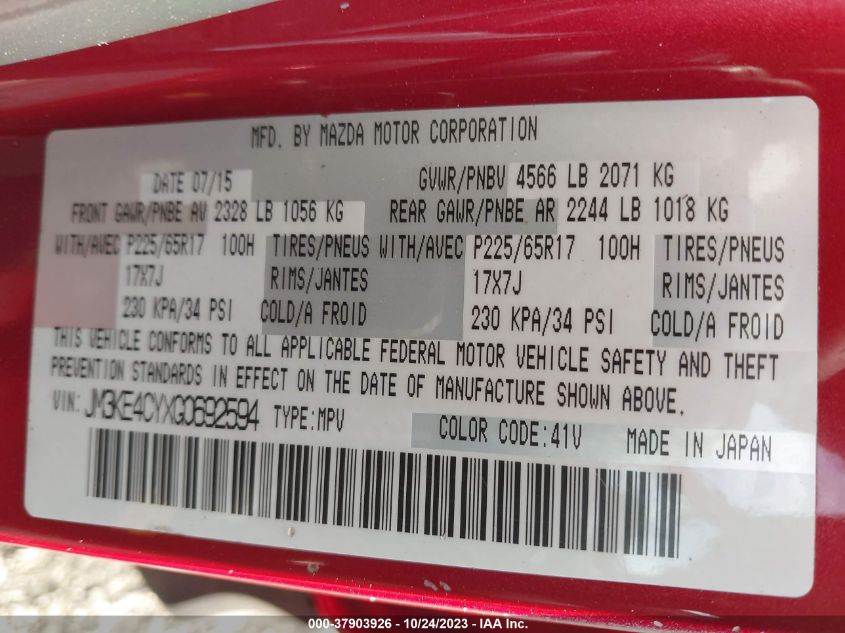 MFD. BY MAZDA MOTOR CORPORATION
DATE 07/15 GVWR/PNBV 4566 LB 2071 KG
FRONT GAWR/PNBE AV 2328 LB 1056 KG REAR GAWR/PNBE AR 2244 LB 1018 KG
WITH/AVEC P225/65R17 100H TIRES/PNEUS WITH/AVEC P225/65R17 100H TIRES/PNEUS
17X7J RIMS/JANTES 17X7J RIMS/JANTES
230 KPA/34 PSI COLD/A FROID 230 KPA/34 PSI COLD/A FROID
THIS VEHICLE CONFORMS TO ALL APPLICABLE FEDERAL MOTOR VEHICLE SAFETY AND THEFT
PREVENTION STANDARDS IN EFFECT ON THE DATE OF MANUFACTURE SHOWN ABOVE.
VIN: JM3KE4CYXG0692594 TYPE:MPV COLOR CODE:41V MADE IN JAPAN
000-37903926 - 10/24/2023 - IAA Inc.